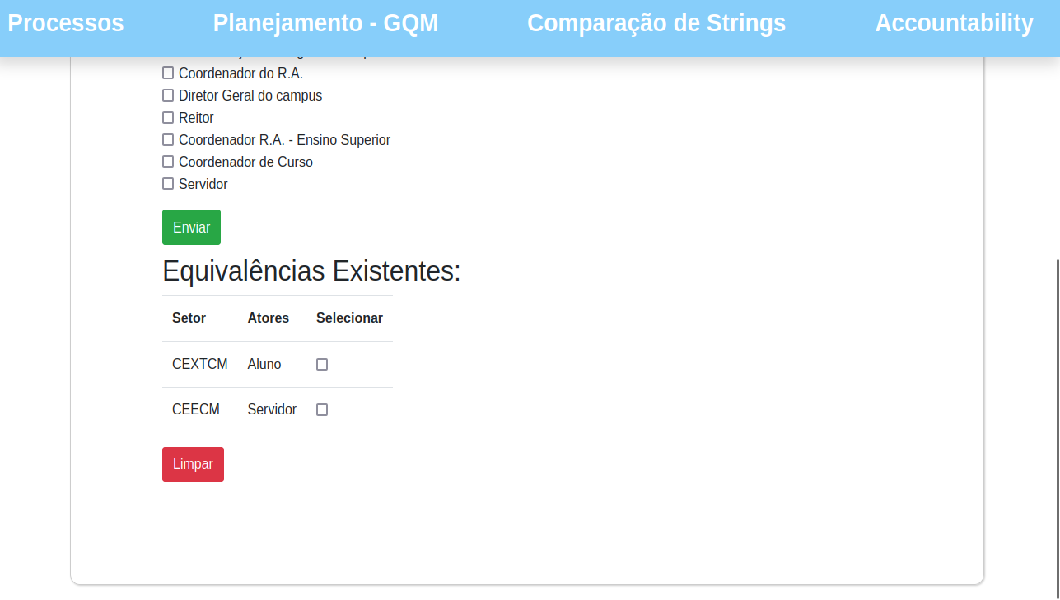 Processos Planejamento - GQM Comparação de Strings Accountability
Coordenador do R.A.
Diretor Geral do campus
Reitor
Coordenador R.A. - Ensino Superior
Coordenador de Curso
Servidor
Enviar
Equivalências Existentes:
Setor Atores Selecionar
CEXTCM Aluno
CEECM Servidor
Limpar